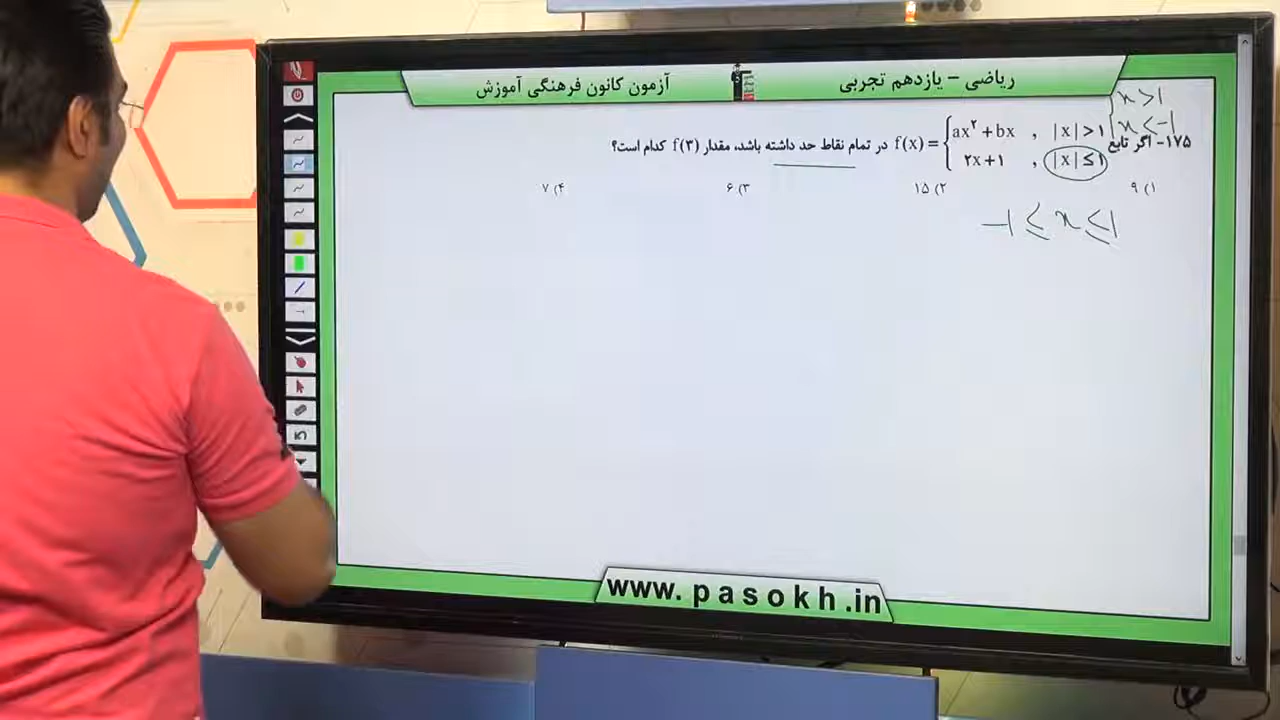 ریاضی – یازدهم تجربی
آزمون کانون فرهنگی آموزش
x>1
x<-1
۱۷۵- اگر تابع f(x) = { ax² + bx , |x| > 1
۲x + ۱ , |x| ≤ ۱ در تمام نقاط حد داشته باشد، مقدار f(۳) کدام است؟
۱) ۹
۲) ۱۵
۳) ۶
۴) ۷
-1 ≤ x ≤ 1
www.pasokh.in